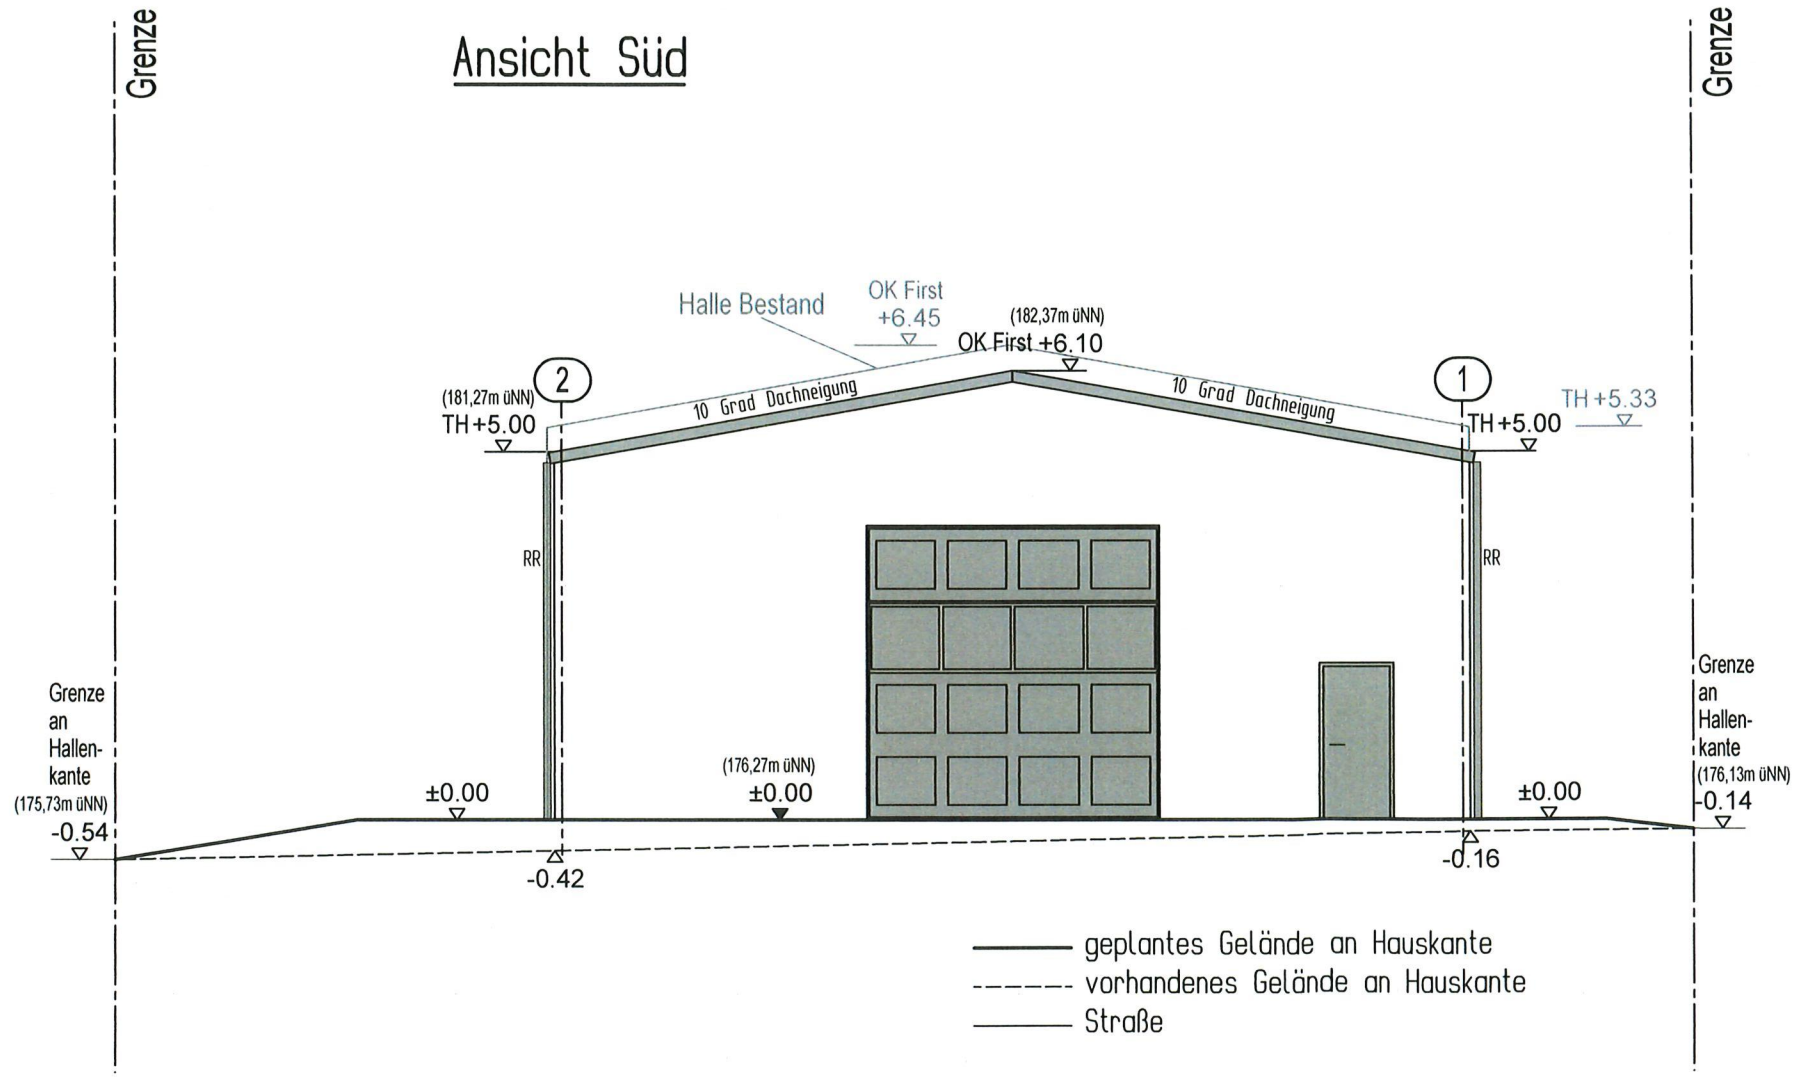 Grenze
Grenze
Ansicht Süd
Halle Bestand
OK First
+6.45
(182,37m üNN)
OK First +6.10
2
10 Grad Dachneigung
10 Grad Dachneigung
1
(181,27m üNN)
TH +5.00
TH +5.00
TH +5.33
RR
RR
Grenze
an
Hallen-
kante
(175,73m üNN)
-0.54
±0.00
(176,27m üNN)
±0.00
±0.00
Grenze
an
Hallen-
kante
(176,13m üNN)
-0.14
-0.42
-0.16
geplantes Gelände an Hauskante
vorhandenes Gelände an Hauskante
Straße